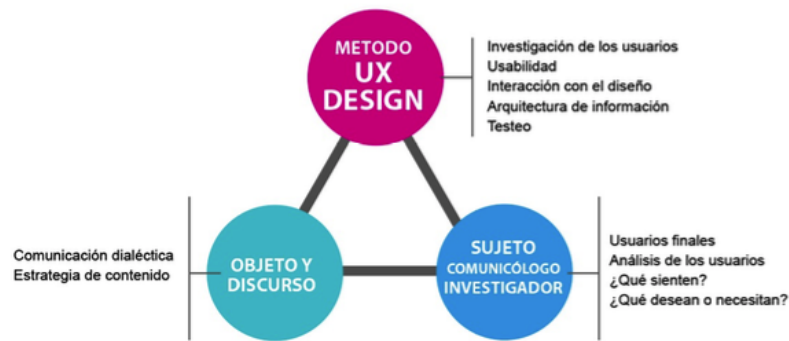 METODO
UX
DESIGN
Investigación de los usuarios
Usabilidad
Interacción con el diseño
Arquitectura de información
Testeo
Comunicación dialéctica
Estrategia de contenido
OBJETO Y
DISCURSO
SUJETO
COMUNICÓLOGO
INVESTIGADOR
Usuarios finales
Análisis de los usuarios
¿Qué sienten?
¿Qué desean o necesitan?